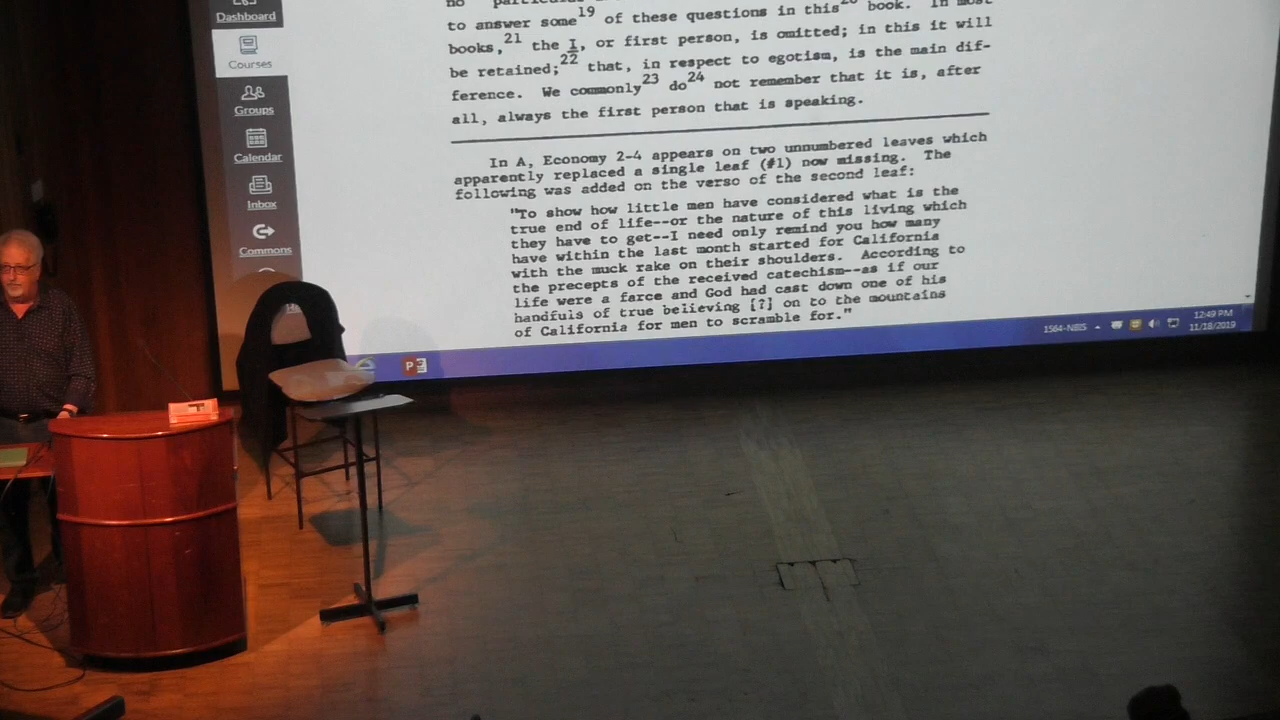 Dashboard
Courses
Groups
Calendar
Inbox
Commons
no particular
to answer some19 of these questions in this20 book. In most
books,21 the I, or first person, is omitted; in this it will
be retained;22 that, in respect to egotism, is the main dif-
ference. We commonly23 do24 not remember that it is, after
all, always the first person that is speaking.
In A, Economy 2-4 appears on two unnumbered leaves which
apparently replaced a single leaf (#1) now missing. The
following was added on the verso of the second leaf:
"To show how little men have considered what is the
true end of life--or the nature of this living which
they have to get--I need only remind you how many
have within the last month started for California
with the muck rake on their shoulders. According to
the precepts of the received catechism--as if our
life were a farce and God had cast down one of his
handfuls of true believing [?] on to the mountains
of California for men to scramble for."
1564-NBIS
12:49 PM
11/18/2019